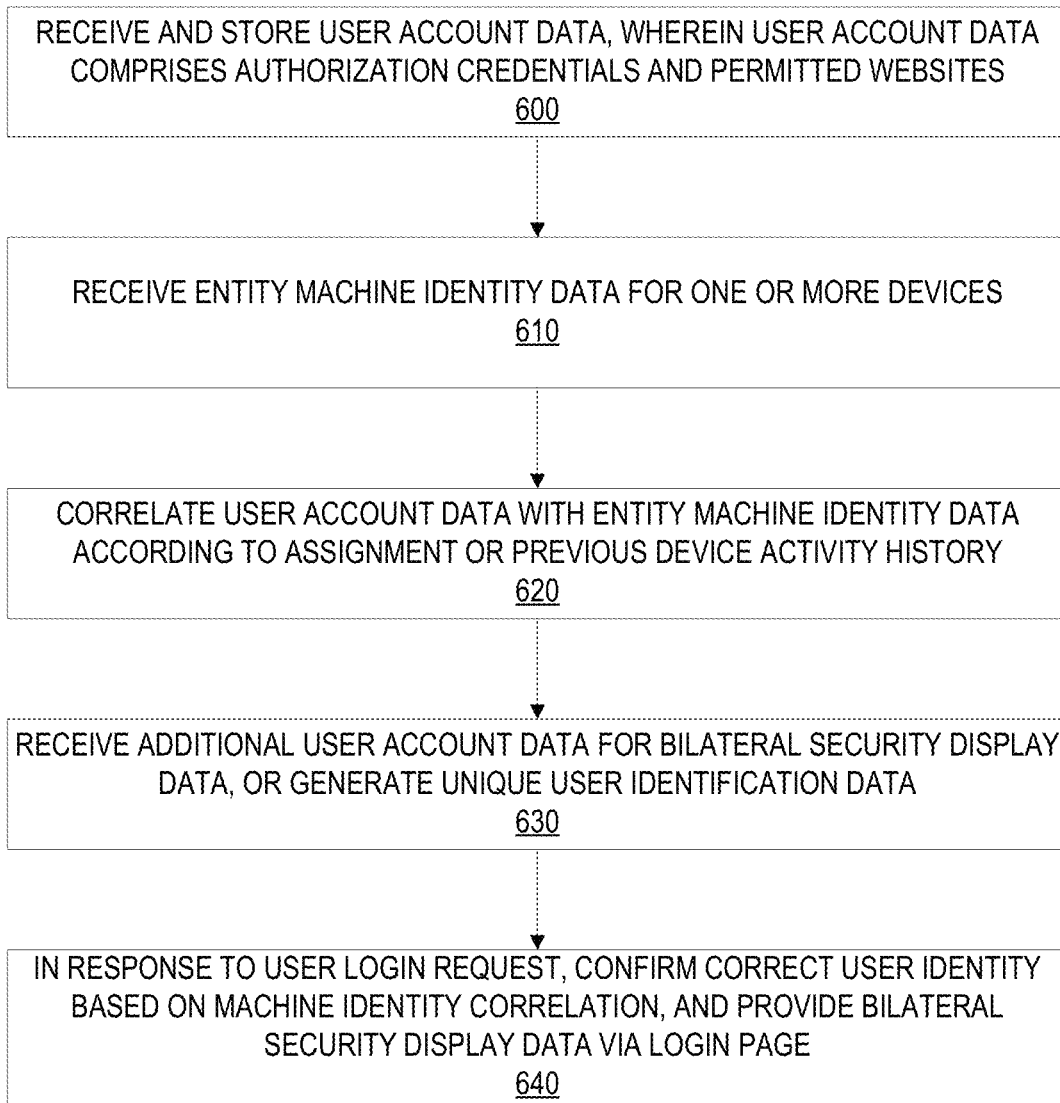 RECEIVE AND STORE USER ACCOUNT DATA, WHEREIN USER ACCOUNT DATA
COMPRISES AUTHORIZATION CREDENTIALS AND PERMITTED WEBSITES
600
RECEIVE ENTITY MACHINE IDENTITY DATA FOR ONE OR MORE DEVICES
610
CORRELATE USER ACCOUNT DATA WITH ENTITY MACHINE IDENTITY DATA
ACCORDING TO ASSIGNMENT OR PREVIOUS DEVICE ACTIVITY HISTORY
620
RECEIVE ADDITIONAL USER ACCOUNT DATA FOR BILATERAL SECURITY DISPLAY
DATA, OR GENERATE UNIQUE USER IDENTIFICATION DATA
630
IN RESPONSE TO USER LOGIN REQUEST, CONFIRM CORRECT USER IDENTITY
BASED ON MACHINE IDENTITY CORRELATION, AND PROVIDE BILATERAL
SECURITY DISPLAY DATA VIA LOGIN PAGE
640